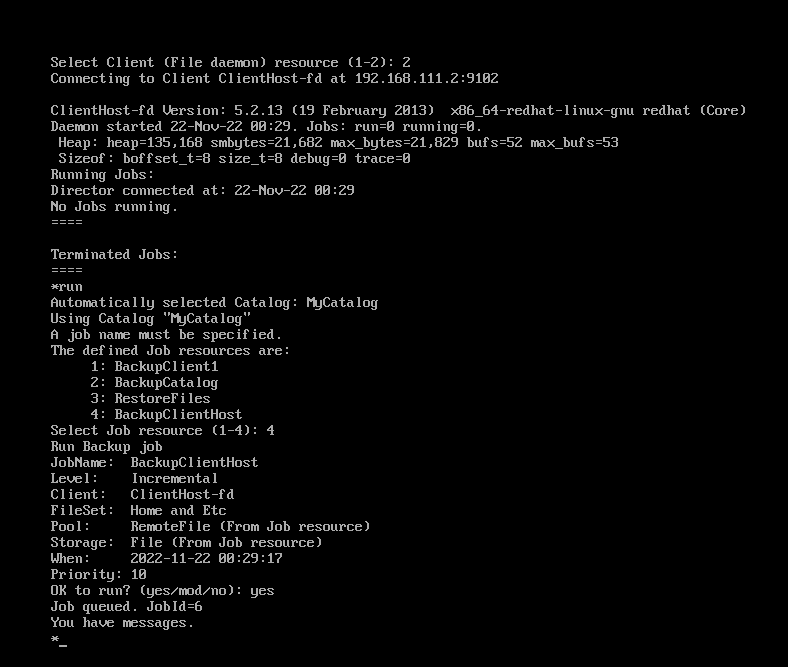 Select Client (File daemon) resource (1-2): 2
Connecting to Client ClientHost-fd at 192.168.111.2:9102

ClientHost-fd Version: 5.2.13 (19 February 2013)  x86_64-redhat-linux-gnu redhat (Core)
Daemon started 22-Nov-22 00:29. Jobs: run=0 running=0.
 Heap: heap=135,168 smbytes=21,682 max_bytes=21,829 bufs=52 max_bufs=53
 Sizeof: boffset_t=8 size_t=8 debug=0 trace=0
Running Jobs:
Director connected at: 22-Nov-22 00:29
No Jobs running.
====

Terminated Jobs:
====
*run
Automatically selected Catalog: MyCatalog
Using Catalog "MyCatalog"
A job name must be specified.
The defined Job resources are:
     1: BackupClient1
     2: BackupCatalog
     3: RestoreFiles
     4: BackupClientHost
Select Job resource (1-4): 4
Run Backup job
JobName:  BackupClientHost
Level:    Incremental
Client:   ClientHost-fd
FileSet:  Home and Etc
Pool:     RemoteFile (From Job resource)
Storage:  File (From Job resource)
When:     2022-11-22 00:29:17
Priority: 10
OK to run? (yes/mod/no): yes
Job queued. JobId=6
You have messages.
*_